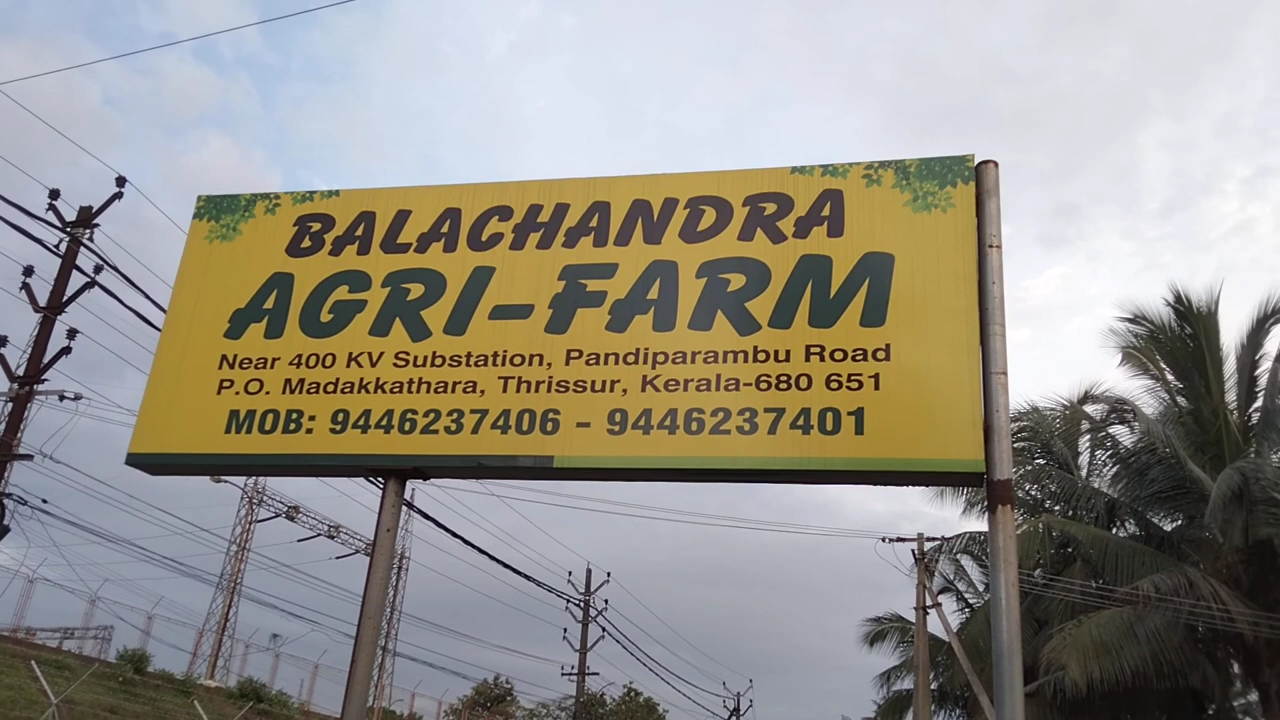 BALACHANDRA
AGRI-FARM
Near 400 KV Substation, Pandiparambu Road
P.O. Madakkathara, Thrissur, Kerala-680 651
MOB: 9446237406 - 9446237401